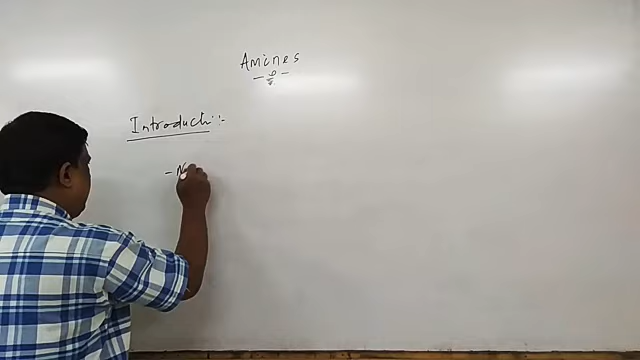 Amines
Introducti :-
- N